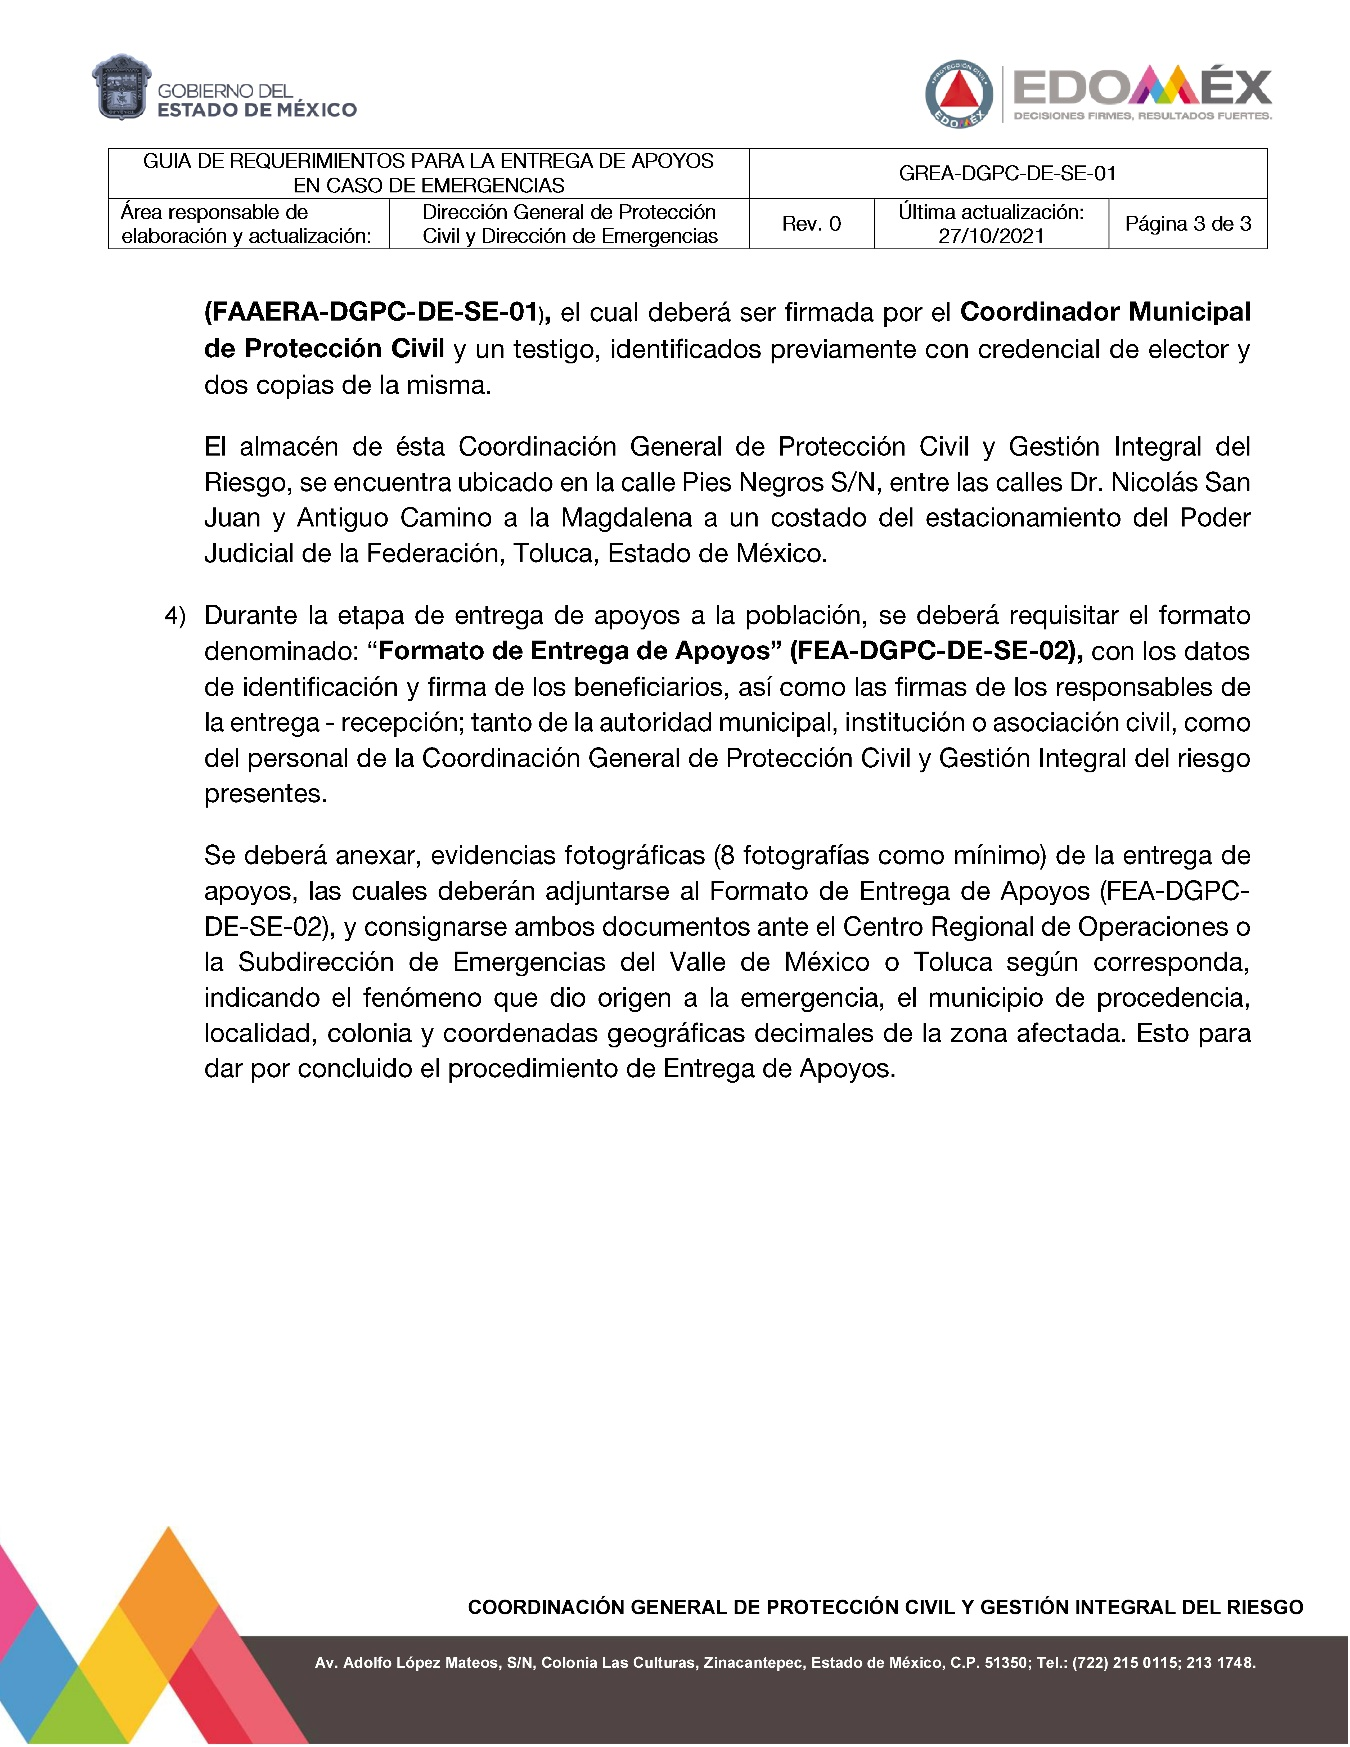 GOBIERNO DEL
ESTADO DE MÉXICO
PROTECCIÓN CIVIL
EDOMÉX
EDOMÉX
DECISIONES FIRMES, RESULTADOS FUERTES.
GUIA DE REQUERIMIENTOS PARA LA ENTREGA DE APOYOS
EN CASO DE EMERGENCIAS
GREA-DGPC-DE-SE-01
Área responsable de
elaboración y actualización:
Dirección General de Protección
Civil y Dirección de Emergencias
Rev. 0
Última actualización:
27/10/2021
Página 3 de 3
(FAAERA-DGPC-DE-SE-01), el cual deberá ser firmada por el Coordinador Municipal
de Protección Civil y un testigo, identificados previamente con credencial de elector y
dos copias de la misma.
El almacén de ésta Coordinación General de Protección Civil y Gestión Integral del
Riesgo, se encuentra ubicado en la calle Pies Negros S/N, entre las calles Dr. Nicolás San
Juan y Antiguo Camino a la Magdalena a un costado del estacionamiento del Poder
Judicial de la Federación, Toluca, Estado de México.
4) Durante la etapa de entrega de apoyos a la población, se deberá requisitar el formato
denominado: “Formato de Entrega de Apoyos” (FEA-DGPC-DE-SE-02), con los datos
de identificación y firma de los beneficiarios, así como las firmas de los responsables de
la entrega - recepción; tanto de la autoridad municipal, institución o asociación civil, como
del personal de la Coordinación General de Protección Civil y Gestión Integral del riesgo
presentes.
Se deberá anexar, evidencias fotográficas (8 fotografías como mínimo) de la entrega de
apoyos, las cuales deberán adjuntarse al Formato de Entrega de Apoyos (FEA-DGPC-
DE-SE-02), y consignarse ambos documentos ante el Centro Regional de Operaciones o
la Subdirección de Emergencias del Valle de México o Toluca según corresponda,
indicando el fenómeno que dio origen a la emergencia, el municipio de procedencia,
localidad, colonia y coordenadas geográficas decimales de la zona afectada. Esto para
dar por concluido el procedimiento de Entrega de Apoyos.
COORDINACIÓN GENERAL DE PROTECCIÓN CIVIL Y GESTIÓN INTEGRAL DEL RIESGO
Av. Adolfo López Mateos, S/N, Colonia Las Culturas, Zinacantepec, Estado de México, C.P. 51350; Tel.: (722) 215 0115; 213 1748.